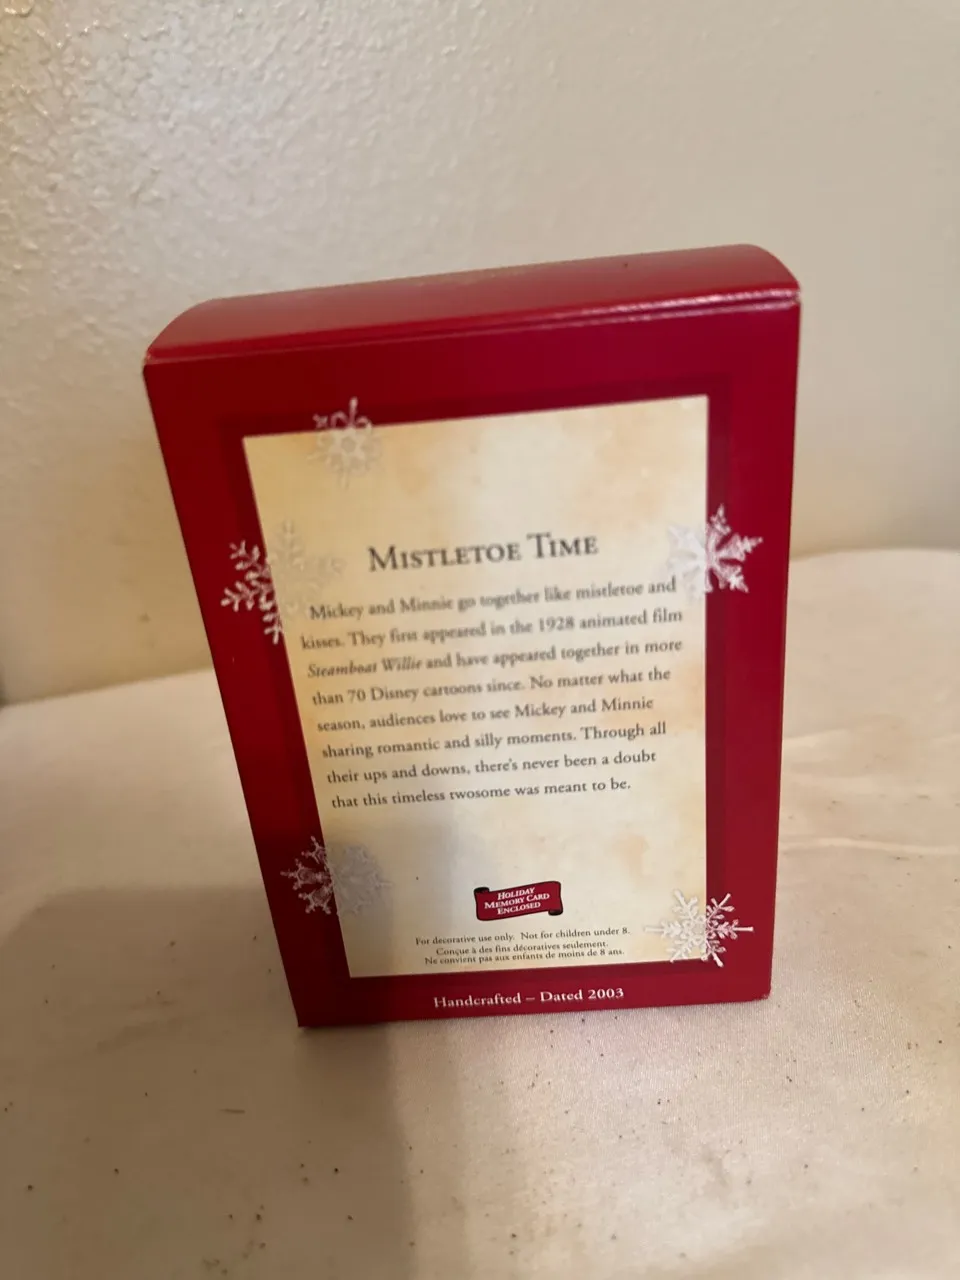 MISTLETOE TIME
Mickey and Minnie go together like mistletoe and
kisses. They first appeared in the 1928 animated film
Steamboat Willie and have appeared together in more
than 70 Disney cartoons since. No matter what the
season, audiences love to see Mickey and Minnie
sharing romantic and silly moments. Through all
their ups and downs, there's never been a doubt
that this timeless twosome was meant to be.
HOLIDAY
MEMORY CARD
ENCLOSED
For decorative use only. Not for children under 8.
Conçue à des fins décoratives seulement.
Ne convient pas aux enfants de moins de 8 ans.
Handcrafted – Dated 2003